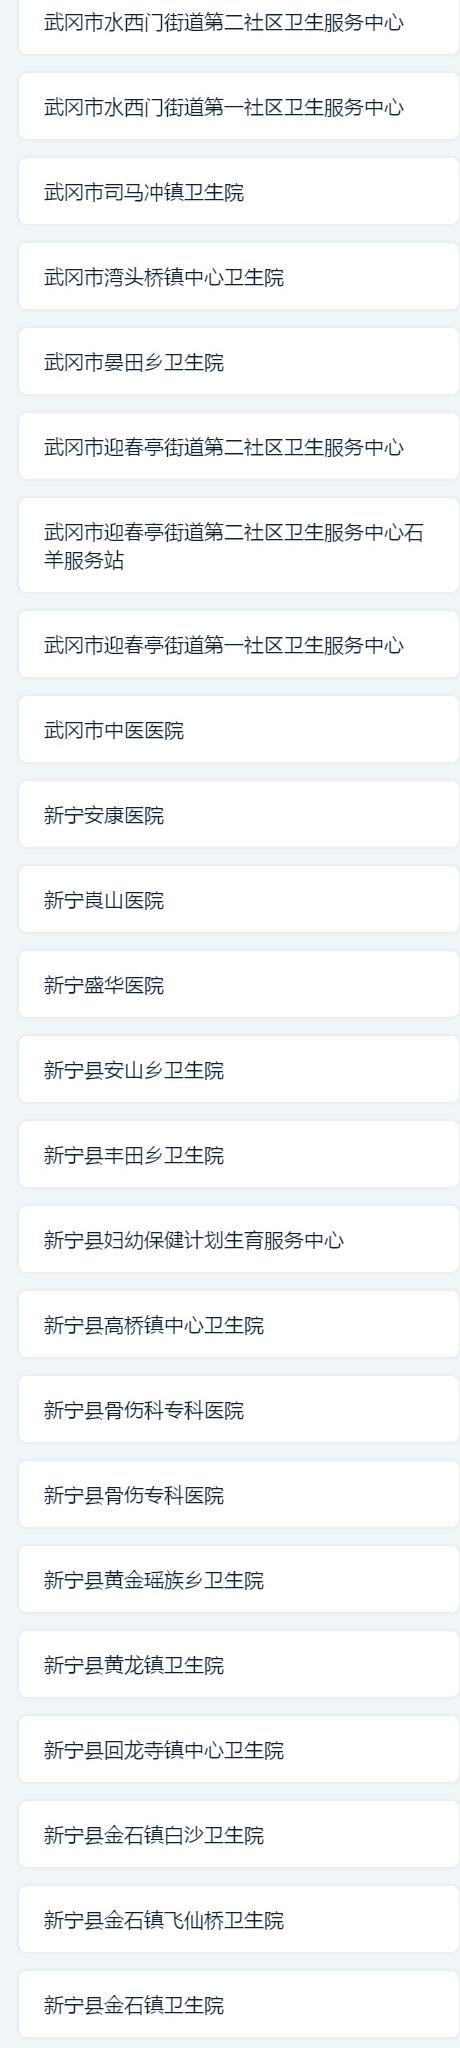 武冈市水西门街道第二社区卫生服务中心
武冈市水西门街道第一社区卫生服务中心
武冈市司马冲镇卫生院
武冈市湾头桥镇中心卫生院
武冈市晏田乡卫生院
武冈市迎春亭街道第二社区卫生服务中心
武冈市迎春亭街道第二社区卫生服务中心石
羊服务站
武冈市迎春亭街道第一社区卫生服务中心
武冈市中医医院
新宁安康医院
新宁崀山医院
新宁盛华医院
新宁县安山乡卫生院
新宁县丰田乡卫生院
新宁县妇幼保健计划生育服务中心
新宁县高桥镇中心卫生院
新宁县骨伤科专科医院
新宁县骨伤专科医院
新宁县黄金瑶族乡卫生院
新宁县黄龙镇卫生院
新宁县回龙寺镇中心卫生院
新宁县金石镇白沙卫生院
新宁县金石镇飞仙桥卫生院
新宁县金石镇卫生院